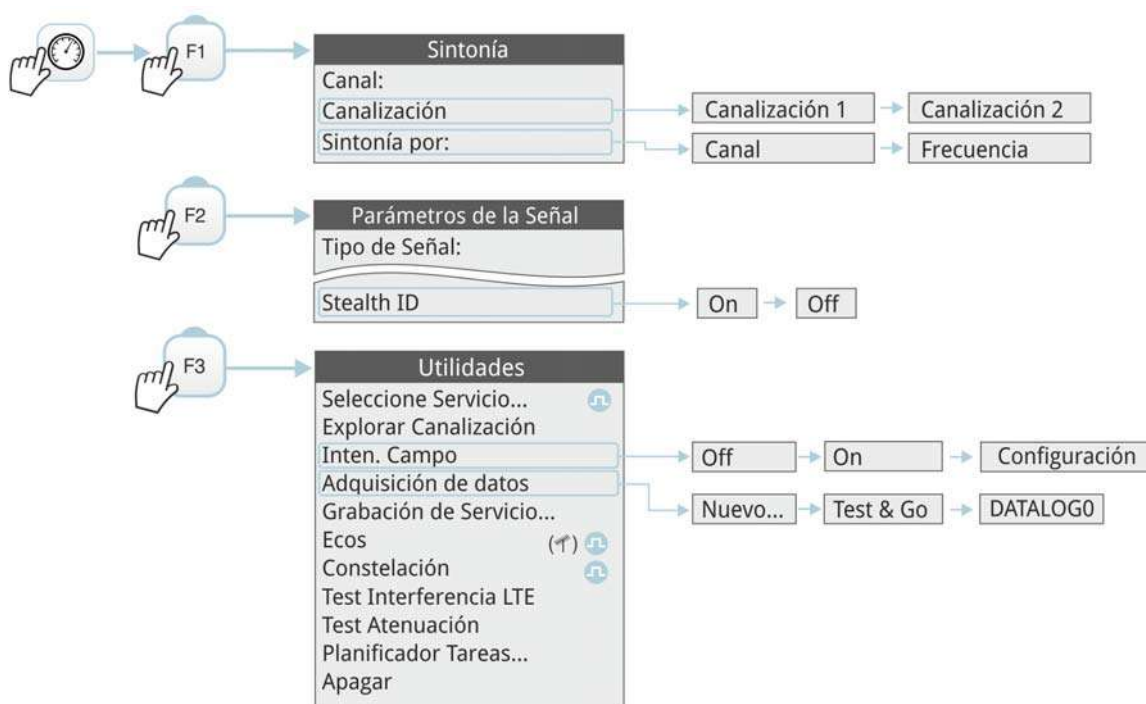 F1
Sintonía
Canal:
Canalización
Canalización 1
Canalización 2
Sintonía por:
Canal
Frecuencia
F2
Parámetros de la Señal
Tipo de Señal:
Stealth ID
On
Off
F3
Utilidades
Seleccione Servicio...
Explorar Canalización
Inten. Campo
Off
On
Configuración
Adquisición de datos
Nuevo...
Test & Go
DATALOG0
Grabación de Servicio...
Ecos
Constelación
Test Interferencia LTE
Test Atenuación
Planificador Tareas...
Apagar